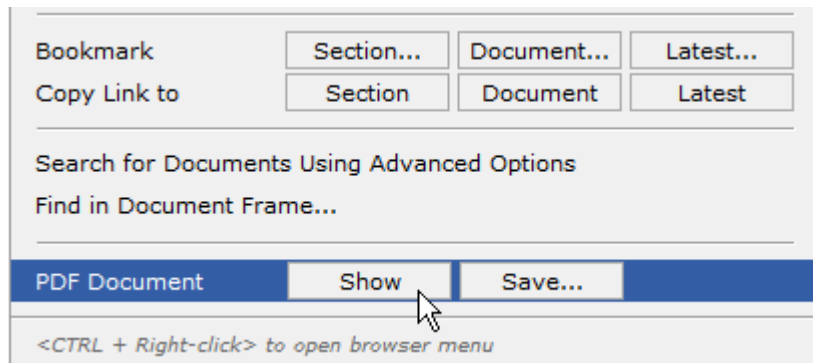 Bookmark Section... Document... Latest...
Copy Link to Section Document Latest
Search for Documents Using Advanced Options
Find in Document Frame...
PDF Document Show Save...
<CTRL + Right-click> to open browser menu